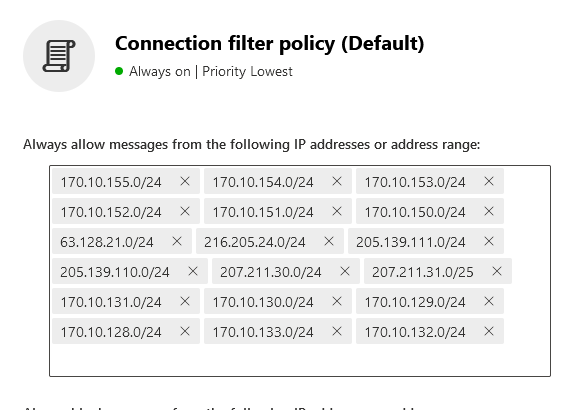 Connection filter policy (Default)
Always on | Priority Lowest
Always allow messages from the following IP addresses or address range:
170.10.155.0/24 × 170.10.154.0/24 × 170.10.153.0/24 ×
170.10.152.0/24 × 170.10.151.0/24 × 170.10.150.0/24 ×
63.128.21.0/24 × 216.205.24.0/24 × 205.139.111.0/24 ×
205.139.110.0/24 × 207.211.30.0/24 × 207.211.31.0/25 ×
170.10.131.0/24 × 170.10.130.0/24 × 170.10.129.0/24 ×
170.10.128.0/24 × 170.10.133.0/24 × 170.10.132.0/24 ×